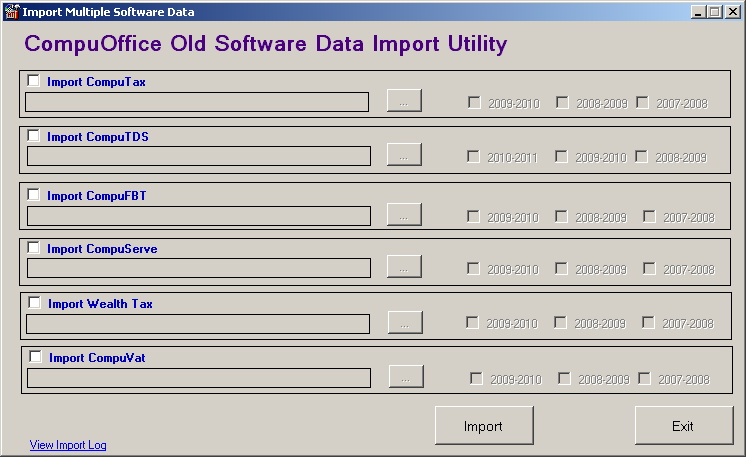 Import Multiple Software Data
CompuOffice Old Software Data Import Utility
Import CompuTax
... 2009-2010 2008-2009 2007-2008
Import CompuTDS
... 2010-2011 2009-2010 2008-2009
Import CompuFBT
... 2009-2010 2008-2009 2007-2008
Import CompuServe
... 2009-2010 2008-2009 2007-2008
Import Wealth Tax
... 2009-2010 2008-2009 2007-2008
Import CompuVat
... 2009-2010 2008-2009 2007-2008
Import Exit
View Import Log